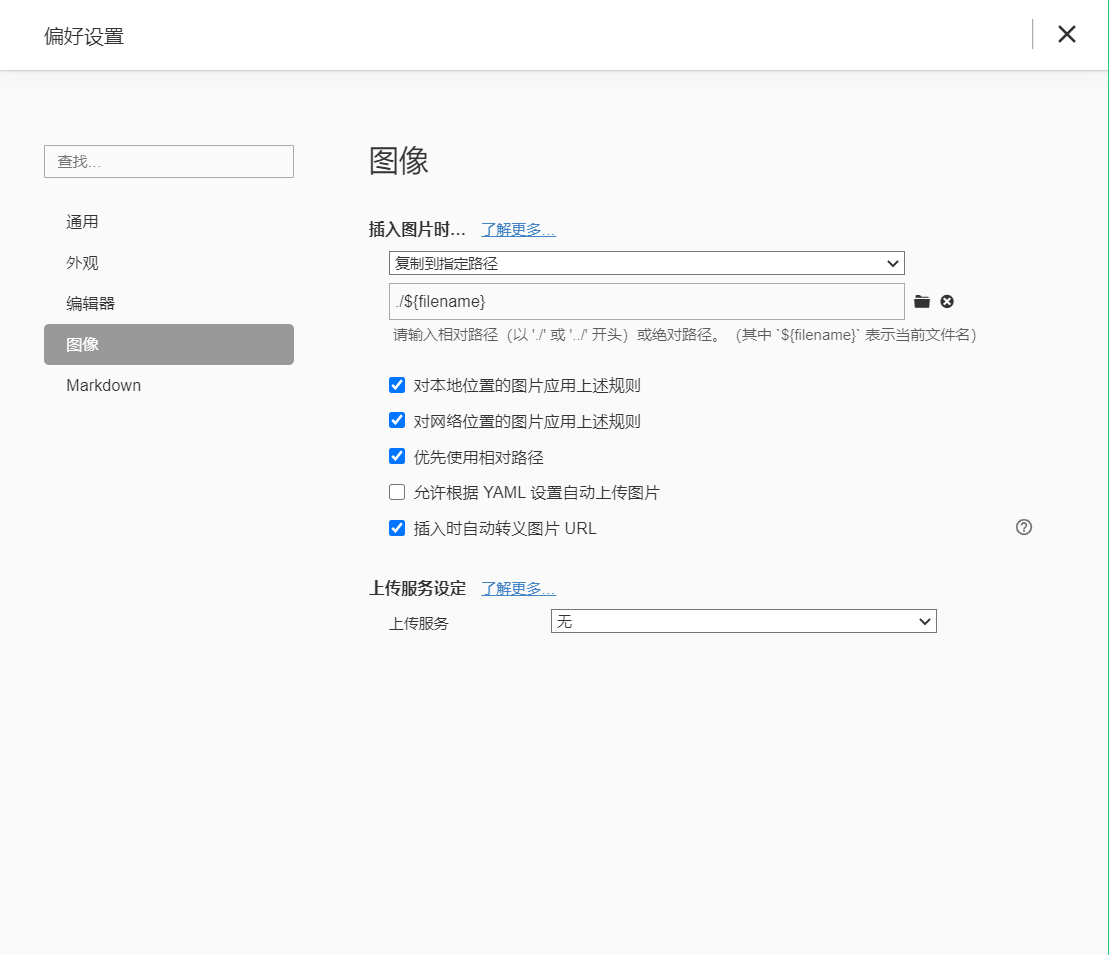 偏好设置
查找...
通用
外观
编辑器
图像
Markdown
图像
插入图片时... 了解更多...
复制到指定路径
./${filename}
请输入相对路径（以 './' 或 '../' 开头）或绝对路径。（其中 `${filename}` 表示当前文件名）
对本地位置的图片应用上述规则
对网络位置的图片应用上述规则
优先使用相对路径
允许根据 YAML 设置自动上传图片
插入时自动转义图片 URL
上传服务设定 了解更多...
上传服务 无